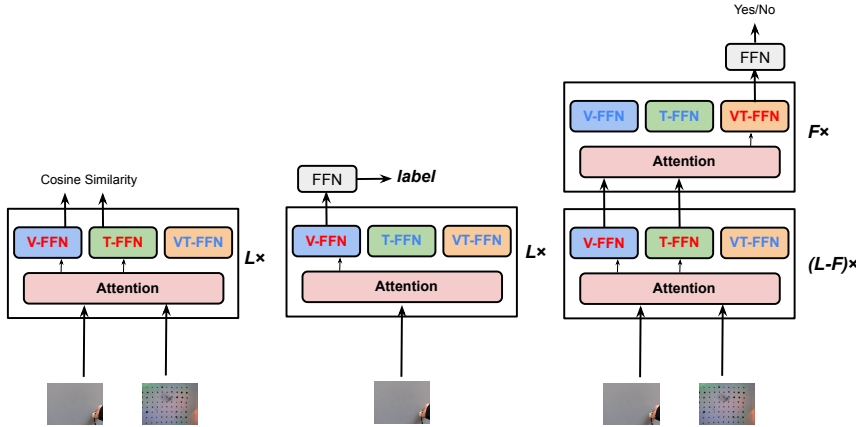 Cosine Similarity
V-FFN T-FFN VT-FFN
Attention
L×
FFN label
V-FFN T-FFN VT-FFN
Attention
L×
Yes/No
FFN
V-FFN T-FFN VT-FFN
Attention
F×
V-FFN T-FFN VT-FFN
Attention
(L-F)×